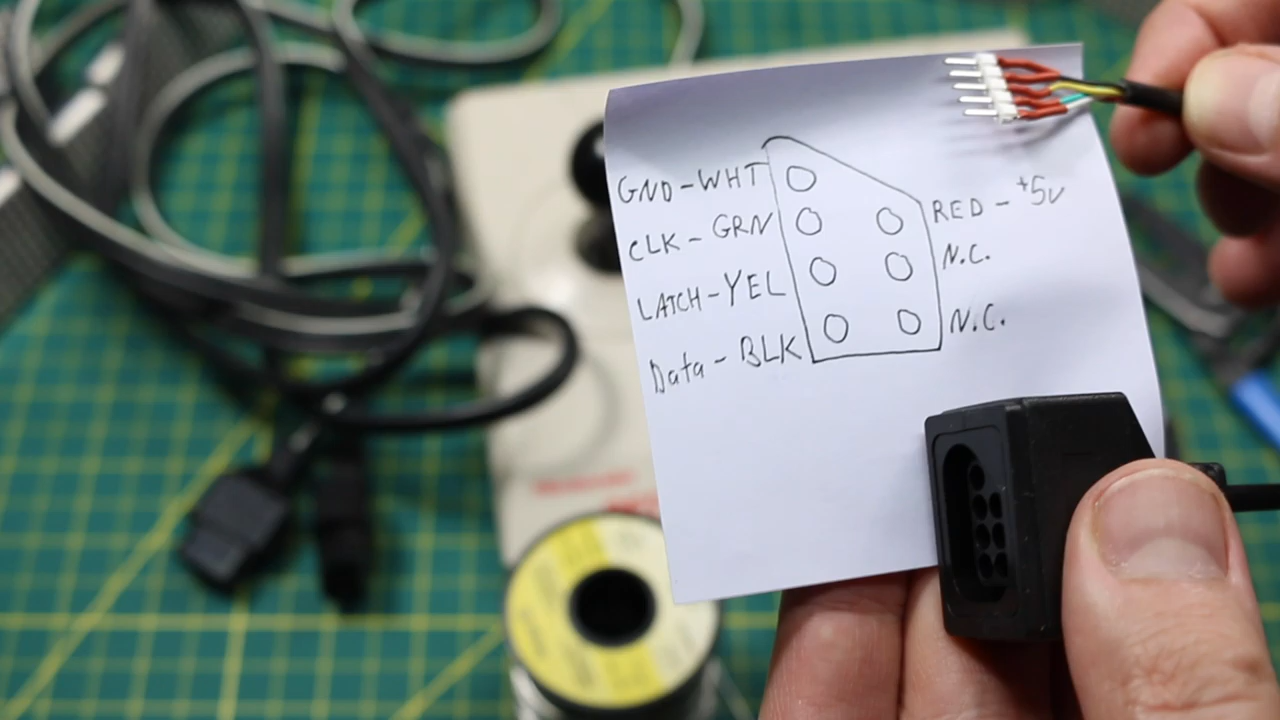 GND-WHT
RED-+5v
CLK-GRN
N.C.
LATCH-YEL
N.C.
Data-BLK